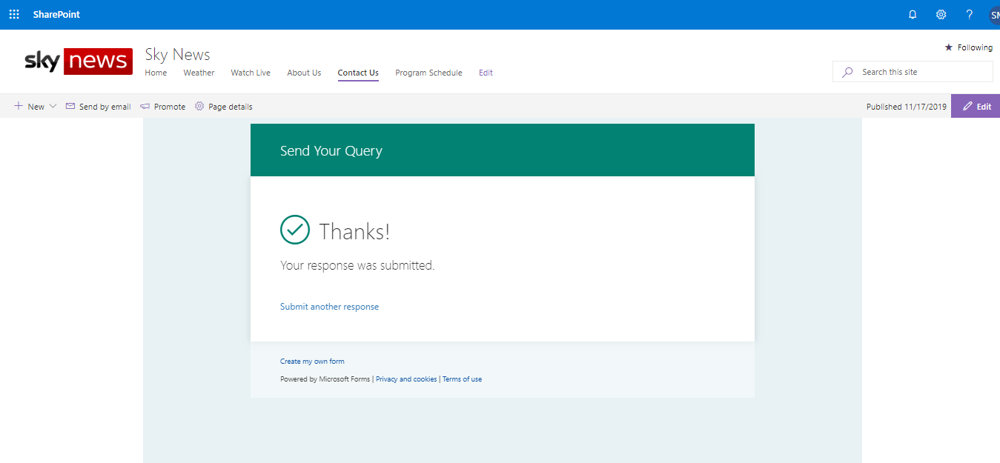 SharePoint
? SM
sky news
Sky News
Following
Home Weather Watch Live About Us Contact Us Program Schedule Edit
Search this site
New Send by email Promote Page details
Published 11/17/2019 Edit
Send Your Query
Thanks!
Your response was submitted.
Submit another response
Create my own form
Powered by Microsoft Forms | Privacy and cookies | Terms of use